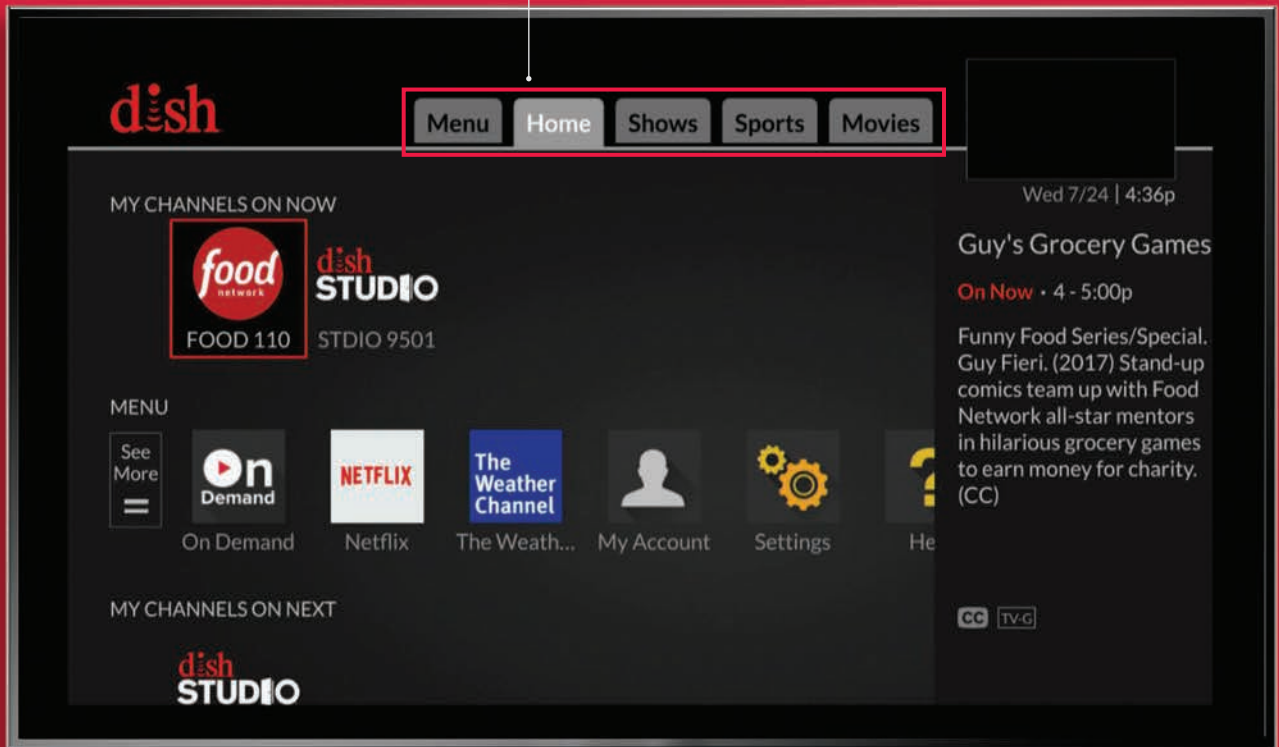 dish
Menu Home Shows Sports Movies
Wed 7/24 | 4:36p
MY CHANNELS ON NOW
food
network
FOOD 110
dish
STUDIO
STDIO 9501
Guy's Grocery Games
On Now · 4 - 5:00p
Funny Food Series/Special.
Guy Fieri. (2017) Stand-up
comics team up with Food
Network all-star mentors
in hilarious grocery games
to earn money for charity.
(CC)
MENU
See
More
On
Demand
On Demand
NETFLIX
Netflix
The
Weather
Channel
The Weath...
My Account
Settings
?
He
CC TV-G
MY CHANNELS ON NEXT
dish
STUDIO